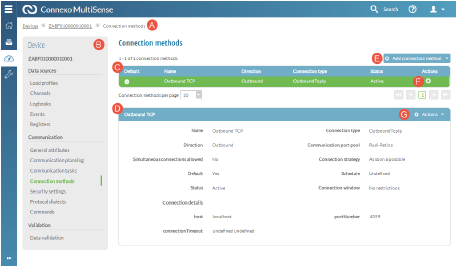 Connexo MultiSense
Search
Devices ZABF010000010001 Connection methods A
Device B
ZABF010000010001
Data sources
Load profiles
Channels
Logbooks
Events
Registers
Communication
General attributes
Communication planning
Communication tasks
Connection methods
Security settings
Protocol dialects
Commands
Validation
Data validation
Connection methods
1 - 1 of 1 connection methods
E Add connection method
C
Default Name Direction Connection type Status Actions
Outbound TCP Outbound OutboundTcpIp Active F
Connection methods per page 10
1
D
Outbound TCP
G Actions
Name Outbound TCP
Connection type OutboundTcpIp
Direction Outbound
Communication port pool
Simultaneous connections allowed No
Connection strategy As soon as possible
Default Yes
Schedule Undefined
Status Active
Connection window No restrictions
Connection details
host localhost
portNumber 4059
connectionTimeout undefined undefined